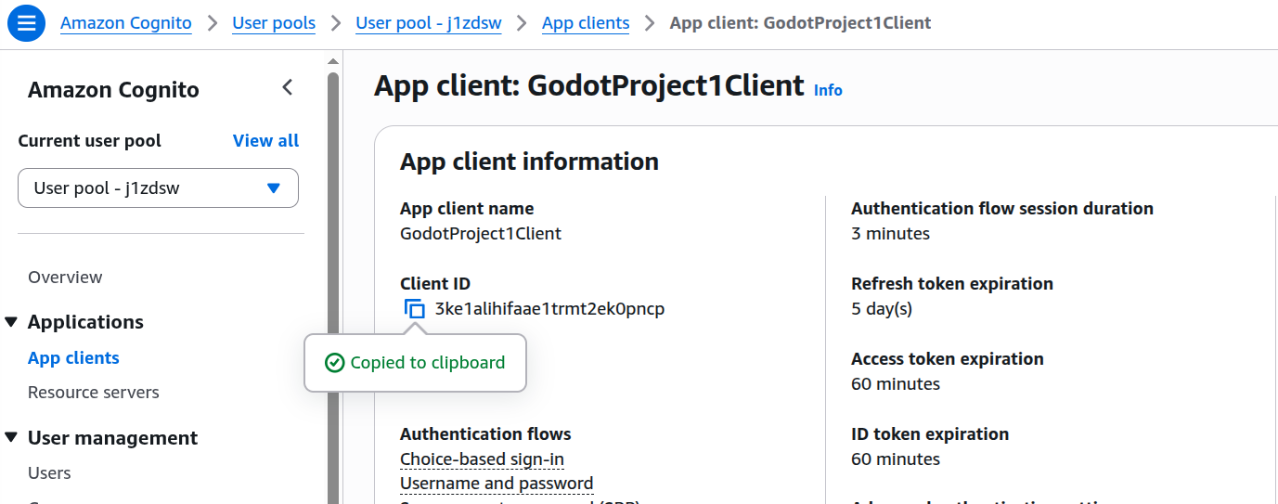 Amazon Cognito > User pools > User pool - j1zdsw > App clients > App client: GodotProject1Client
Amazon Cognito
Current user pool View all
User pool - j1zdsw
Overview
Applications
App clients
Resource servers
User management
Users
App client: GodotProject1Client Info
App client information
App client name
GodotProject1Client
Client ID
3ke1alihifaae1trmt2ek0pncp
Copied to clipboard
Authentication flows
Choice-based sign-in
Username and password
Authentication flow session duration
3 minutes
Refresh token expiration
5 day(s)
Access token expiration
60 minutes
ID token expiration
60 minutes